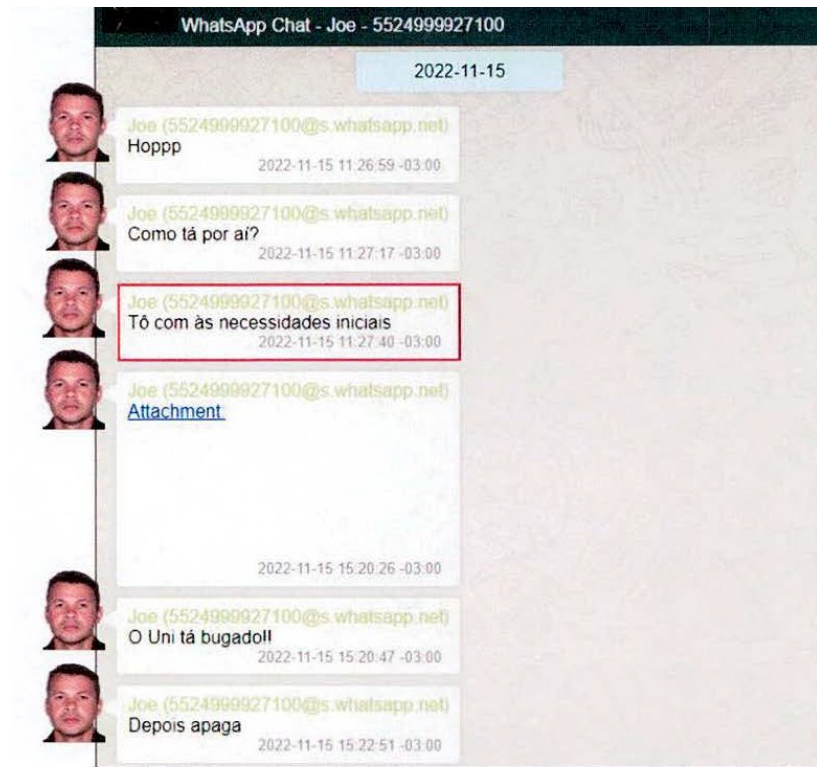 WhatsApp Chat - Joe - 5524999927100
2022-11-15
Joe (5524999927100@s.whatsapp.net)
Hoppp
2022-11-15 11:26:59 -03:00
Joe (5524999927100@s.whatsapp.net)
Como tá por aí?
2022-11-15 11:27:17 -03:00
Joe (5524999927100@s.whatsapp.net)
Tô com às necessidades iniciais
2022-11-15 11:27:40 -03:00
Joe (5524999927100@s.whatsapp.net)
Attachment
2022-11-15 15:20:26 -03:00
Joe (5524999927100@s.whatsapp.net)
O Uni tá bugado!!
2022-11-15 15:20:47 -03:00
Joe (5524999927100@s.whatsapp.net)
Depois apaga
2022-11-15 15:22:51 -03:00